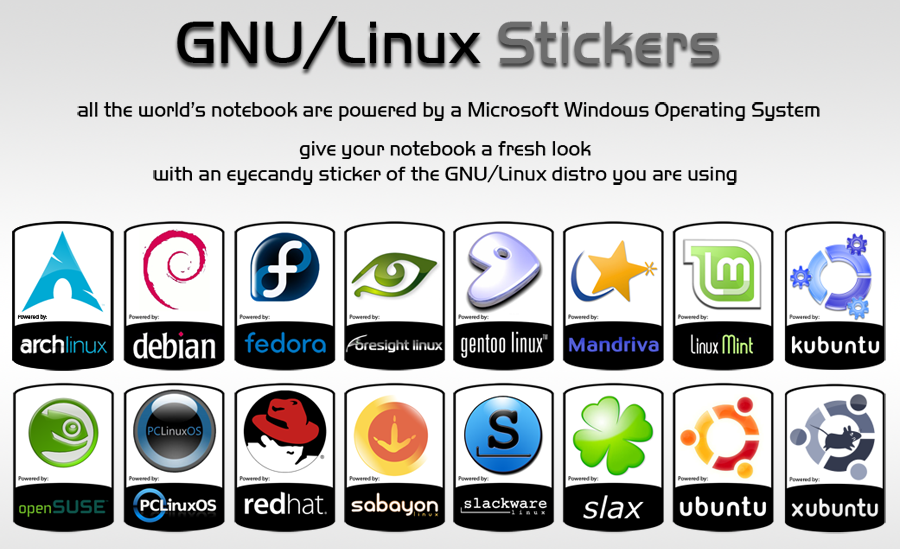 GNU/Linux Stickers
all the world's notebook are powered by a Microsoft Windows Operating System
give your notebook a fresh look
with an eyecandy sticker of the GNU/Linux distro you are using
Powered by:
archlinux
Powered by:
debian
Powered by:
fedora
Powered by:
Foresight linux
Powered by:
gentoo linux™
Powered by:
Mandriva
lm
Powered by:
Linux Mint
Powered by:
kubuntu
Powered by:
openSUSE
PCLinuxOS
Powered by:
PCLinuxOS
Powered by:
redhat.
Powered by:
sabayon
linux
S
Powered by:
slackware
linux
Powered by:
slax
Powered by:
ubuntu
Powered by:
xubuntu